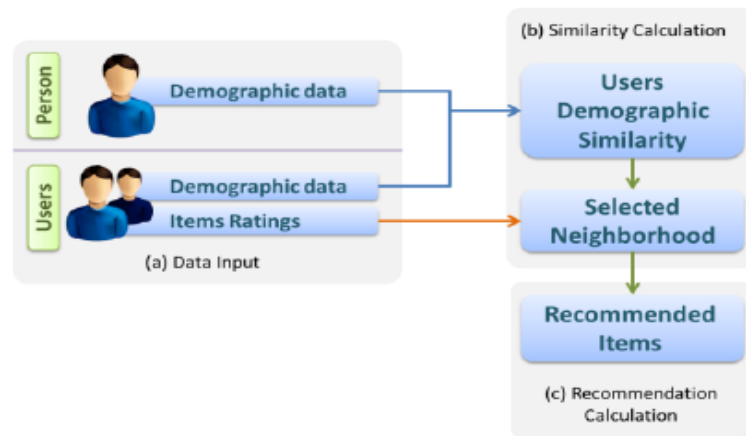 Person
Demographic data
Users
Demographic data
Items Ratings
(a) Data Input
(b) Similarity Calculation
Users
Demographic
Similarity
Selected
Neighborhood
Recommended
Items
(c) Recommendation
Calculation